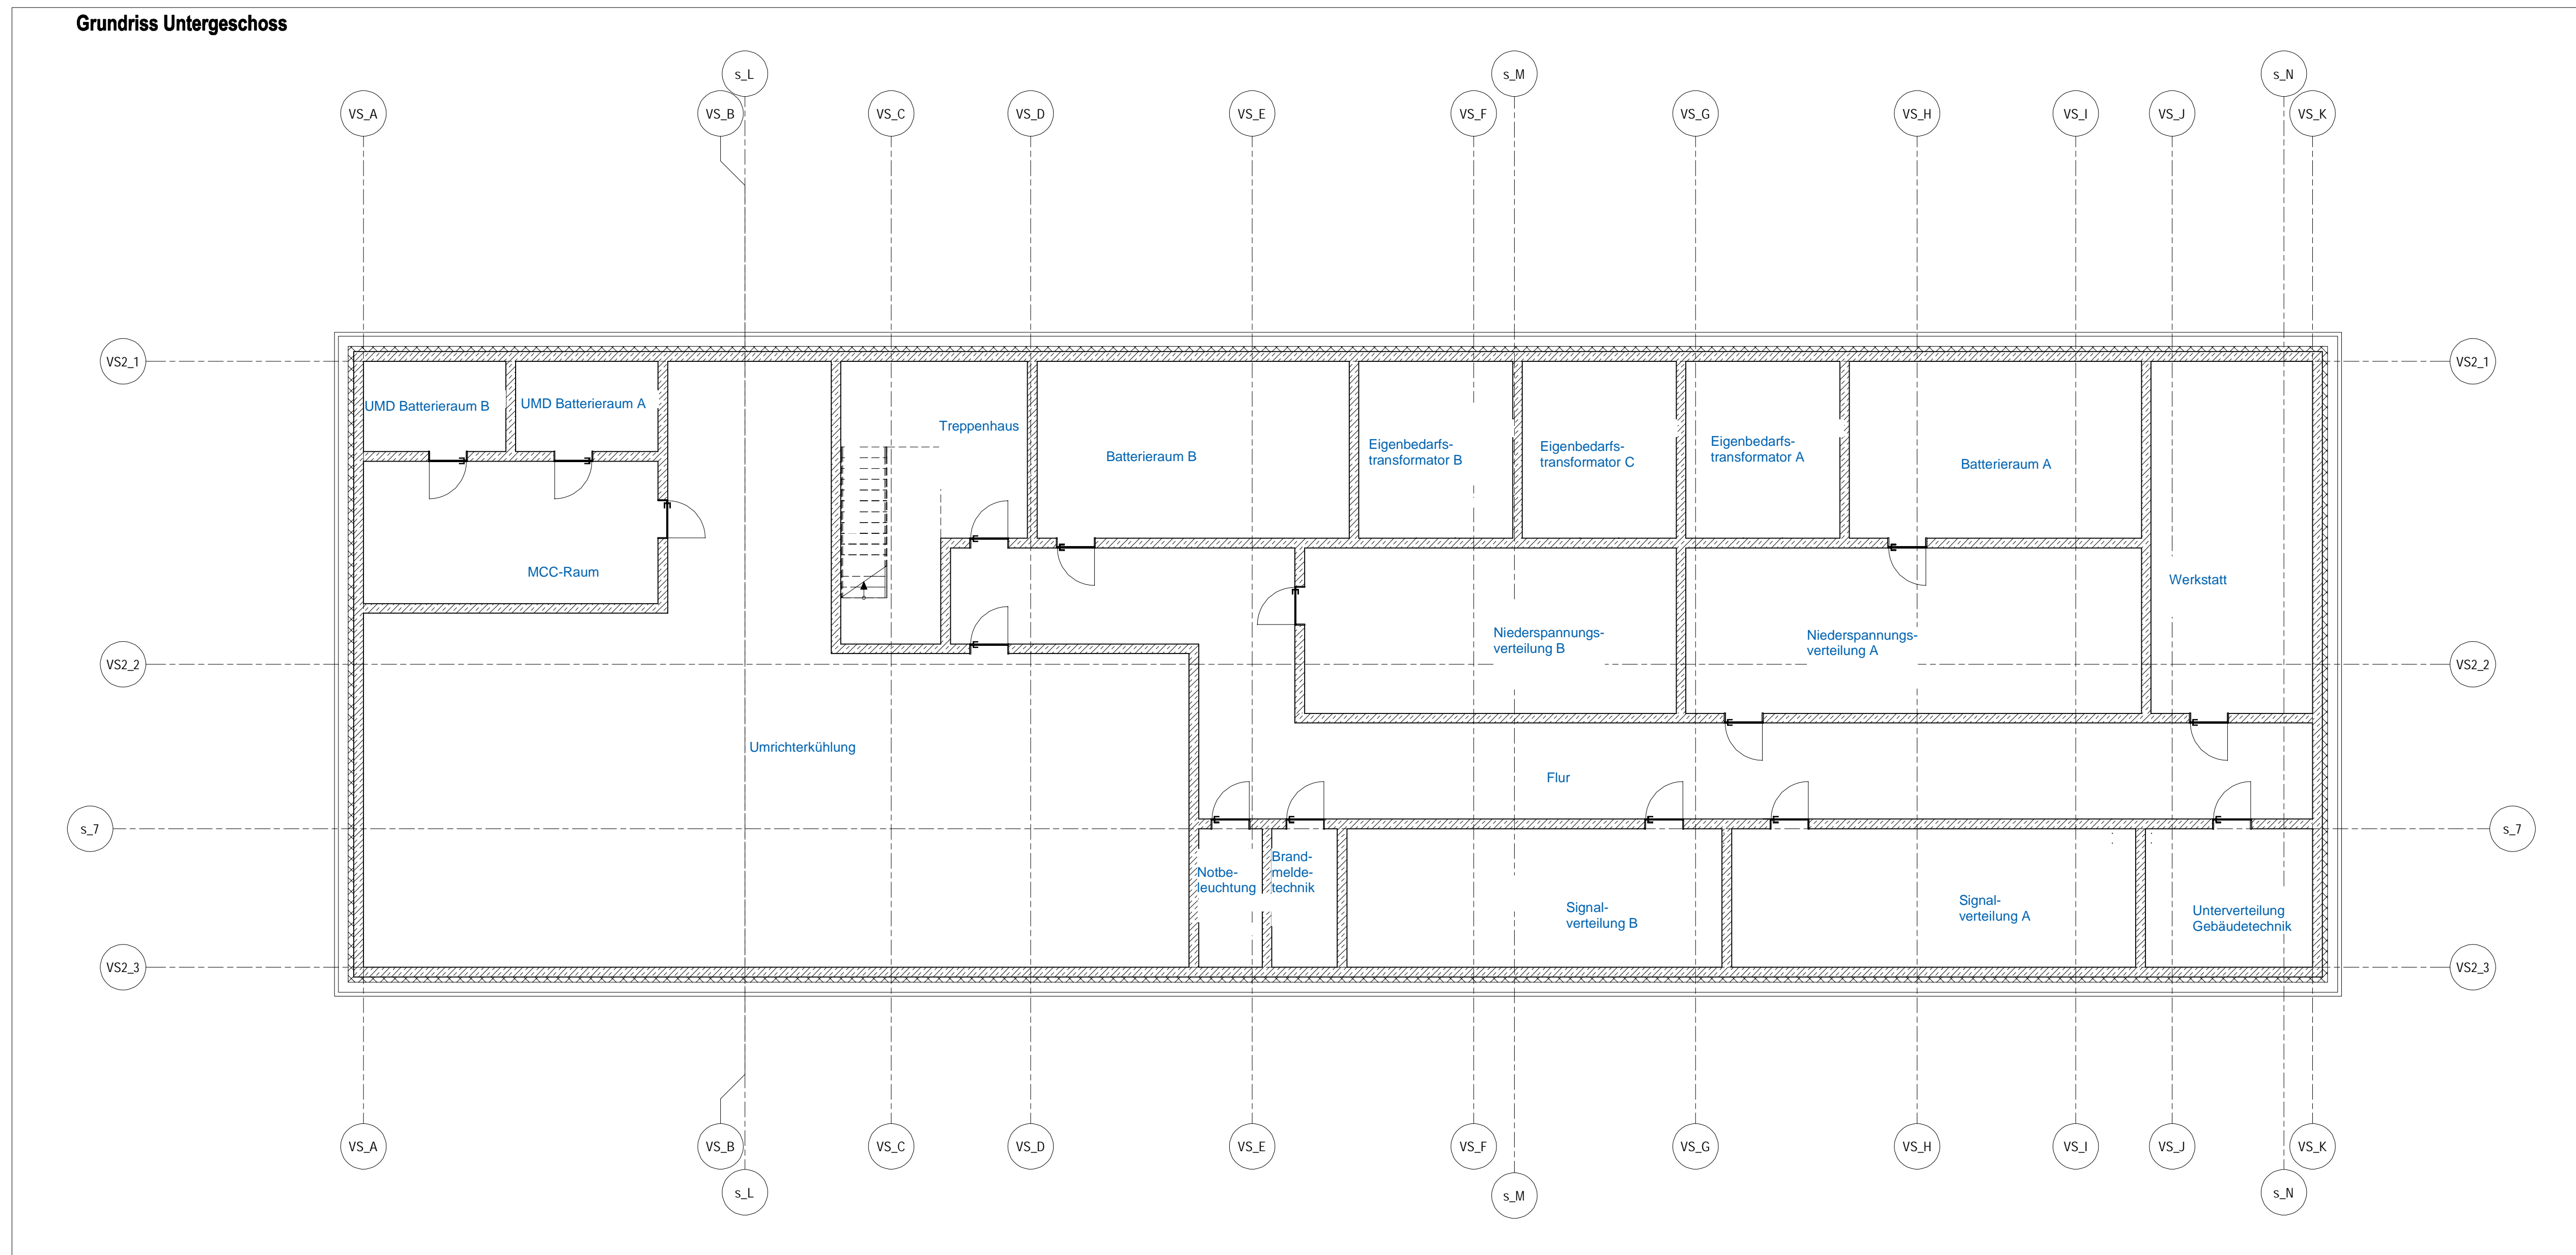 Grundriss Untergeschoss
s_L
s_M
s_N
VS_A
VS_B
VS_C
VS_D
VS_E
VS_F
VS_G
VS_H
VS_I
VS_J
VS_K
VS2_1
VS2_1
UMD Batterieraum B
UMD Batterieraum A
Treppenhaus
Batterieraum B
Eigenbedarfs-
transformator B
Eigenbedarfs-
transformator C
Eigenbedarfs-
transformator A
Batterieraum A
MCC-Raum
Werkstatt
Niederspannungs-
verteilung B
Niederspannungs-
verteilung A
VS2_2
VS2_2
Umrichterkühlung
Flur
s_7
s_7
Notbe-
leuchtung
Brand-
melde-
technik
Signal-
verteilung B
Signal-
verteilung A
Unterverteilung
Gebäudetechnik
VS2_3
VS2_3
VS_A
VS_B
VS_C
VS_D
VS_E
VS_F
VS_G
VS_H
VS_I
VS_J
VS_K
s_L
s_M
s_N